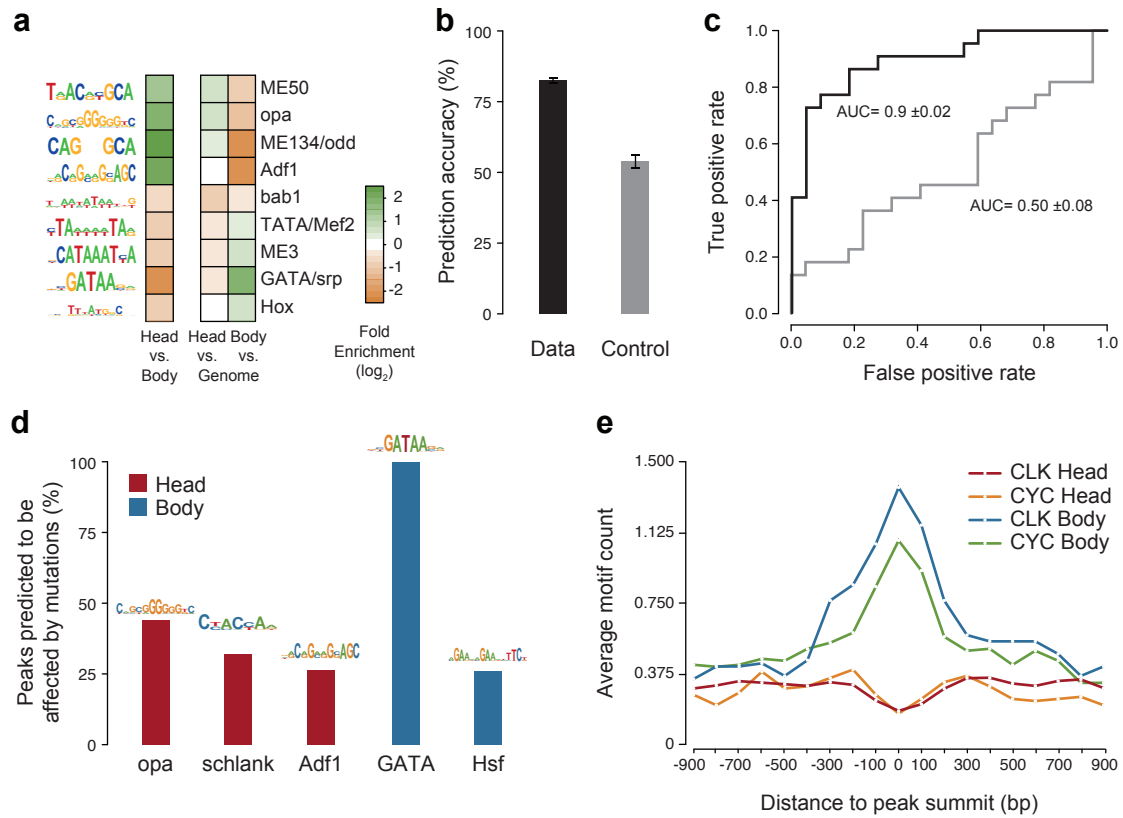 a
ME50
opa
ME134/odd
Adf1
bab1
TATA/Mef2
ME3
GATA/srp
Hox
Head
vs.
Body
Head Body
vs. vs.
Genome
2
1
0
-1
-2
Fold
Enrichment
(log2)
b
Prediction accuracy (%)
100
75
50
25
0
Data Control
c
True positive rate
1.0
0.8
0.6
0.4
0.2
0.0
AUC= 0.9 ±0.02
AUC= 0.50 ±0.08
0.0 0.2 0.4 0.6 0.8 1.0
False positive rate
d
Peaks predicted to be
affected by mutations (%)
100
75
50
25
0
Head
Body
GATAA
opa schlank Adf1 GATA Hsf
e
Average motif count
1.500
1.125
0.750
0.375
0
CLK Head
CYC Head
CLK Body
CYC Body
-900 -700 -500 -300 -100 0 100 300 500 700 900
Distance to peak summit (bp)